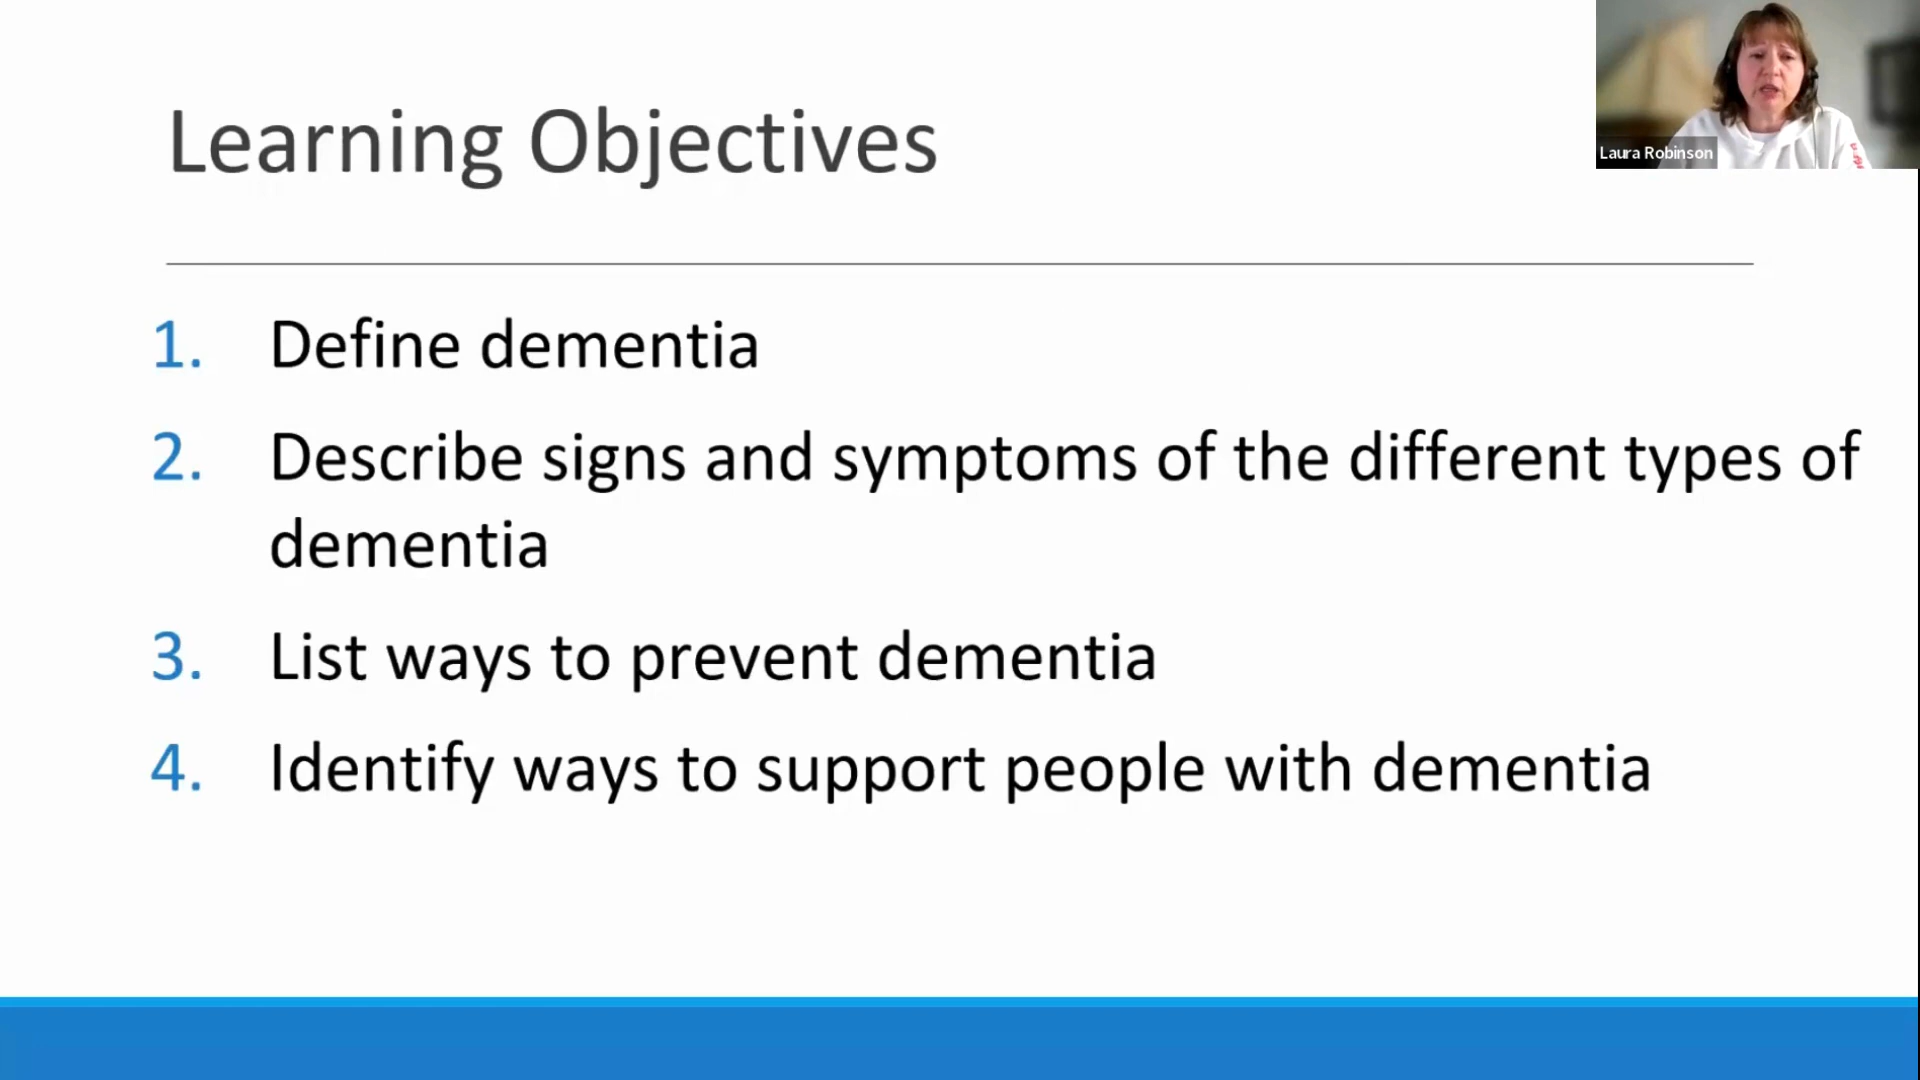 Learning Objectives
Laura Robinson
1. Define dementia
2. Describe signs and symptoms of the different types of
dementia
3. List ways to prevent dementia
4. Identify ways to support people with dementia